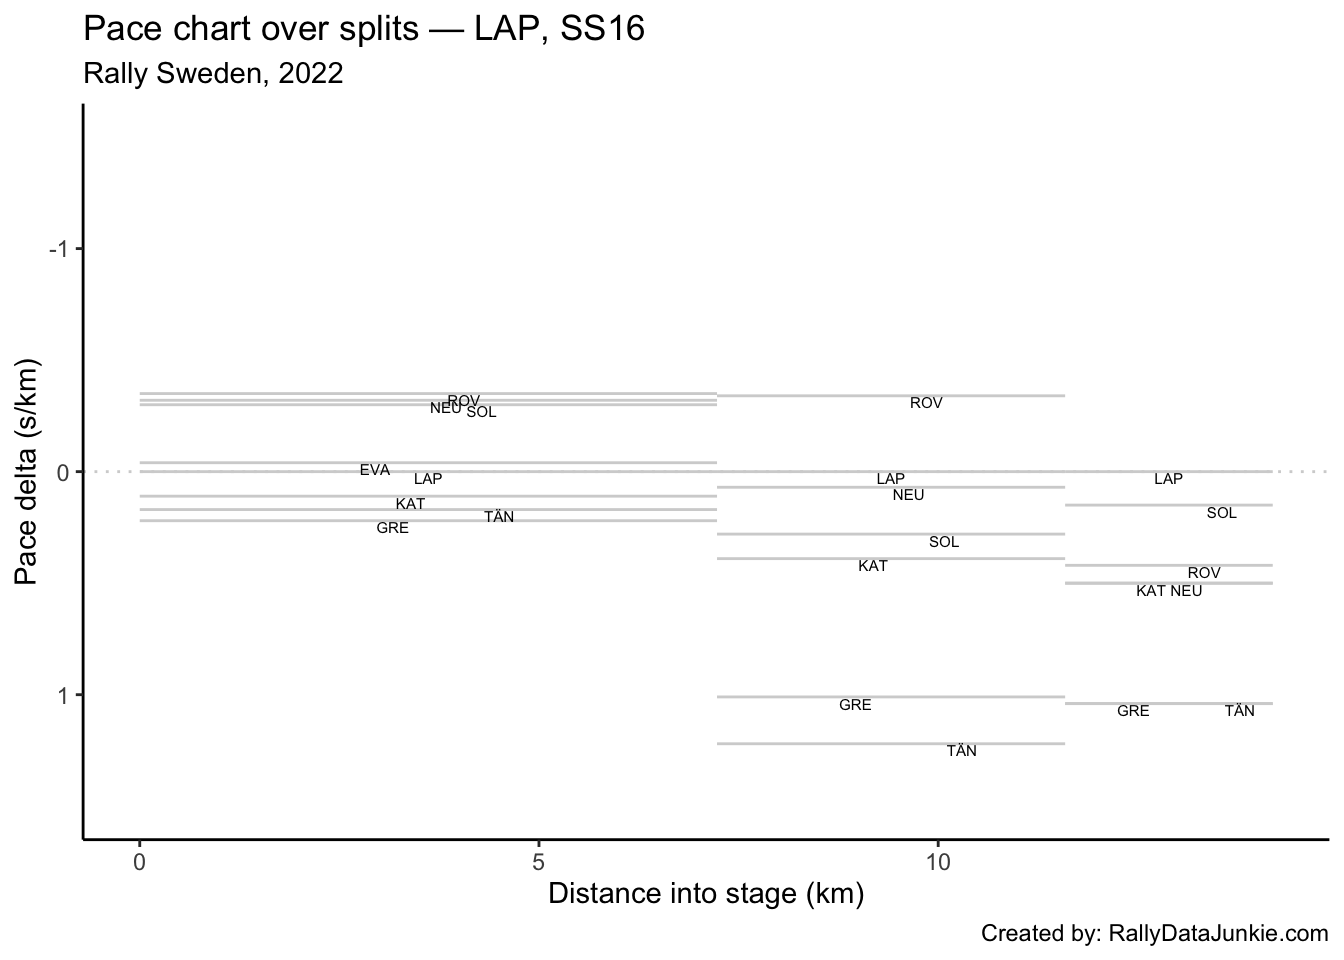 Pace chart over splits — LAP, SS16
Rally Sweden, 2022
Pace delta (s/km)
-1
0
1
ROV
NEU SOL
EVA
LAP
KAT
TÄN
GRE
ROV
LAP
NEU
SOL
KAT
GRE
TÄN
LAP
SOL
ROV
KAT NEU
GRE TÄN
0 5 10
Distance into stage (km)
Created by: RallyDataJunkie.com